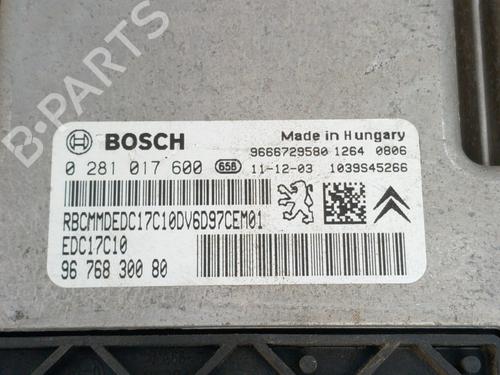 B-PARTS
BOSCH
Made in Hungary
0 281 017 600 658
9666729580 1264 0806
11-12-03 1039S45266
RBCMMDEDC17C10DV6D97CEM01
EDC17C10
96 768 300 80